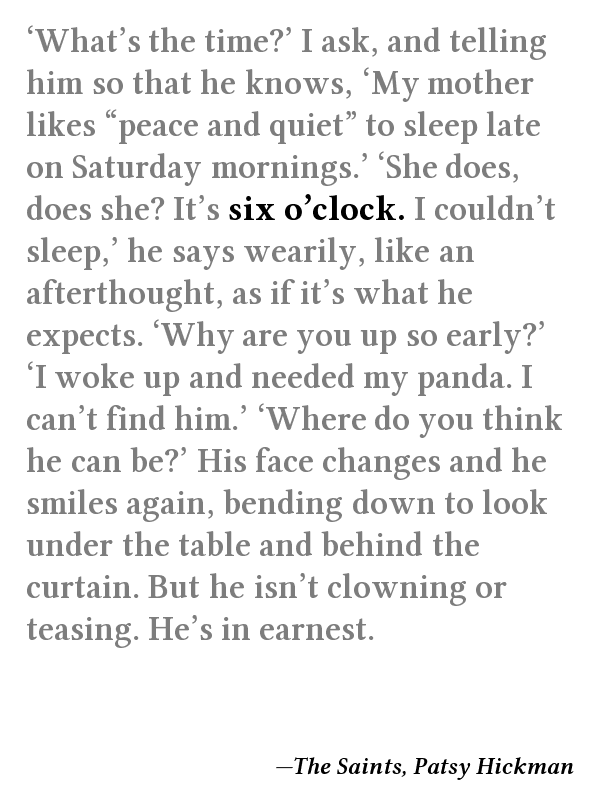 ‘What’s the time?’ I ask, and telling
him so that he knows, ‘My mother
likes “peace and quiet” to sleep late
on Saturday mornings.’ ‘She does,
does she? It’s six o’clock. I couldn’t
sleep,’ he says wearily, like an
afterthought, as if it’s what he
expects. ‘Why are you up so early?’
‘I woke up and needed my panda. I
can’t find him.’ ‘Where do you think
he can be?’ His face changes and he
smiles again, bending down to look
under the table and behind the
curtain. But he isn’t clowning or
teasing. He’s in earnest.
—The Saints, Patsy Hickman